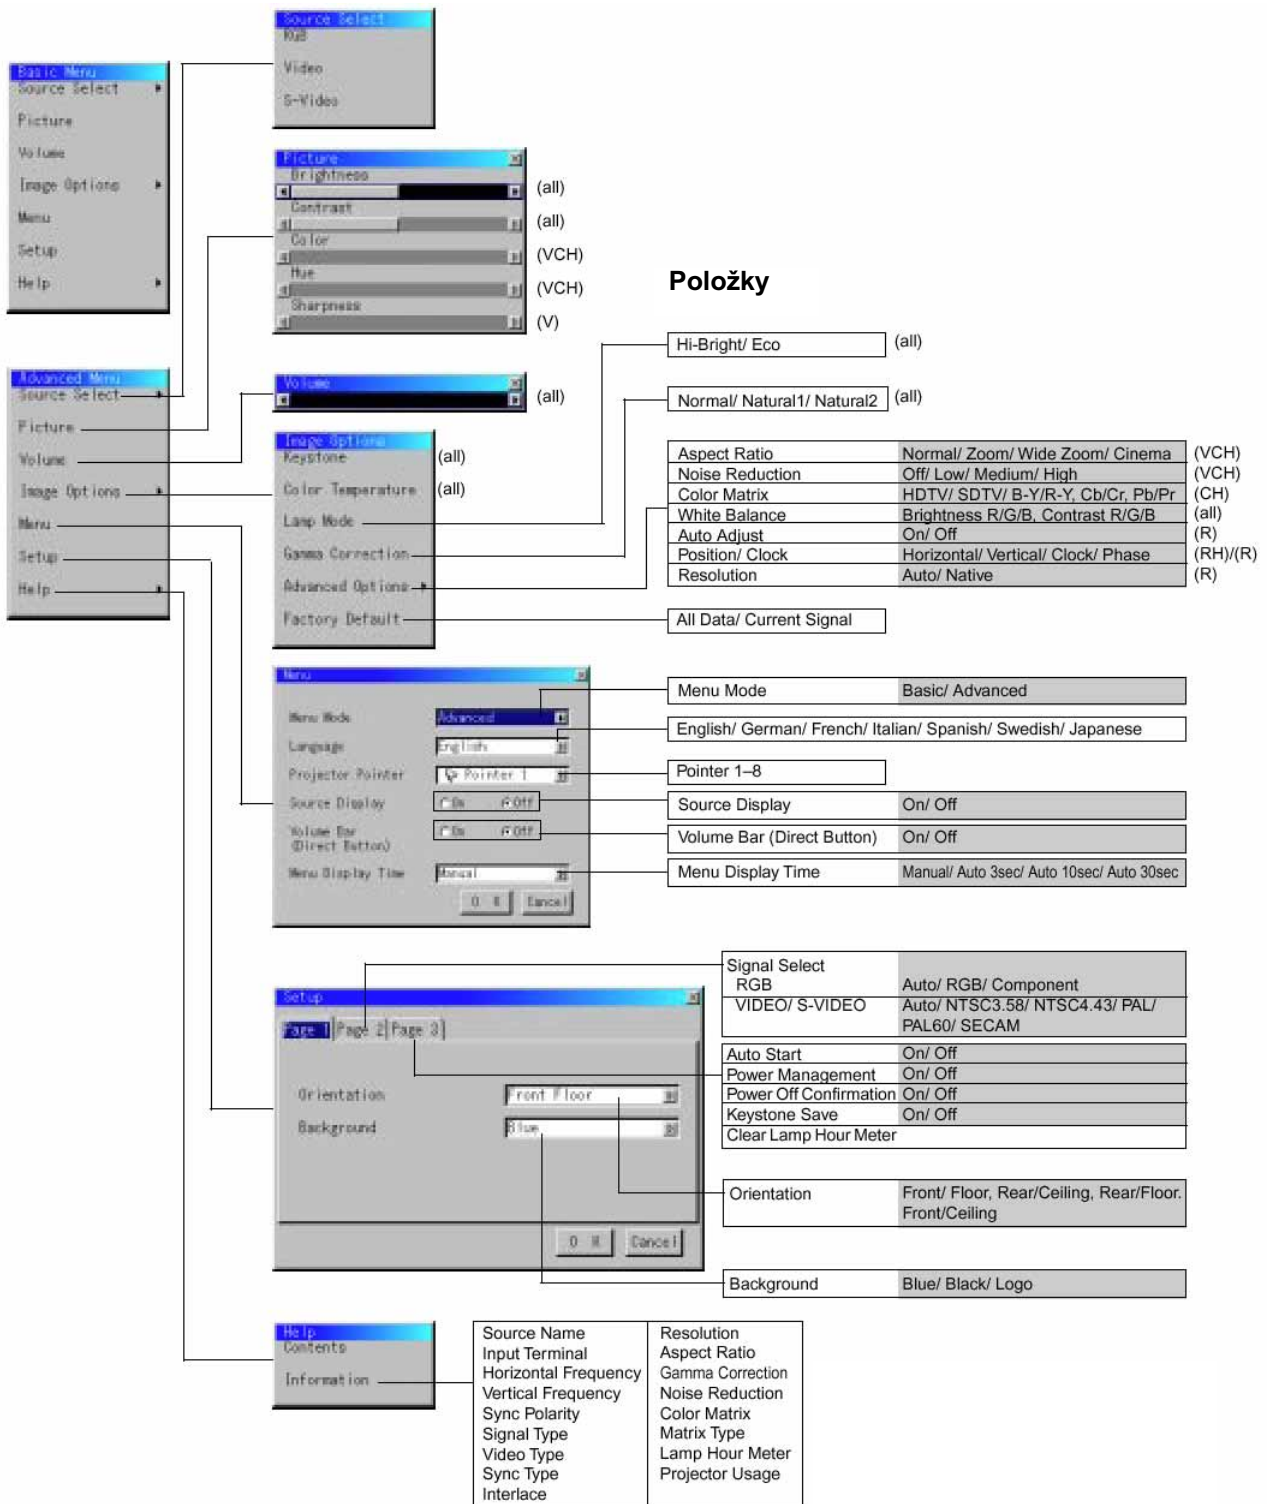 Source Select
RGB
Video
S-Video
Basic Menu
Source Select
Picture
Volume
Image Options
Menu
Setup
Help
Picture
Brightness (all)
Contrast (all)
Color (VCH)
Hue (VCH)
Sharpness (V)
Položky
Hi-Bright/ Eco (all)
Advanced Menu
Source Select
Picture
Volume
Image Options
Menu
Setup
Help
Volume (all)
Normal/ Natural1/ Natural2 (all)
Image Options
Keystone (all)
Color Temperature (all)
Lamp Mode
Gamma Correction
Advanced Options
Factory Default
Aspect Ratio Normal/ Zoom/ Wide Zoom/ Cinema (VCH)
Noise Reduction Off/ Low/ Medium/ High (VCH)
Color Matrix HDTV/ SDTV/ B-Y/R-Y, Cb/Cr, Pb/Pr (CH)
White Balance Brightness R/G/B, Contrast R/G/B (all)
Auto Adjust On/ Off (R)
Position/ Clock Horizontal/ Vertical/ Clock/ Phase (RH)/(R)
Resolution Auto/ Native (R)
All Data/ Current Signal
Menu
Menu Mode Advanced
Language English
Projector Pointer Pointer 1
Source Display On Off
Volume Bar On Off
(Direct Button)
Menu Display Time Manual
O K Cancel
Menu Mode Basic/ Advanced
English/ German/ French/ Italian/ Spanish/ Swedish/ Japanese
Pointer 1–8
Source Display On/ Off
Volume Bar (Direct Button) On/ Off
Menu Display Time Manual/ Auto 3sec/ Auto 10sec/ Auto 30sec
Signal Select
RGB Auto/ RGB/ Component
VIDEO/ S-VIDEO Auto/ NTSC3.58/ NTSC4.43/ PAL/
PAL60/ SECAM
Setup
Page 1 Page 2 Page 3
Orientation Front Floor
Background Blue
O K Cancel
Auto Start On/ Off
Power Management On/ Off
Power Off Confirmation On/ Off
Keystone Save On/ Off
Clear Lamp Hour Meter
Orientation Front/ Floor, Rear/Ceiling, Rear/Floor.
Front/Ceiling
Background Blue/ Black/ Logo
Help
Contents
Information
Source Name
Input Terminal
Horizontal Frequency
Vertical Frequency
Sync Polarity
Signal Type
Video Type
Sync Type
Interlace
Resolution
Aspect Ratio
Gamma Correction
Noise Reduction
Color Matrix
Matrix Type
Lamp Hour Meter
Projector Usage